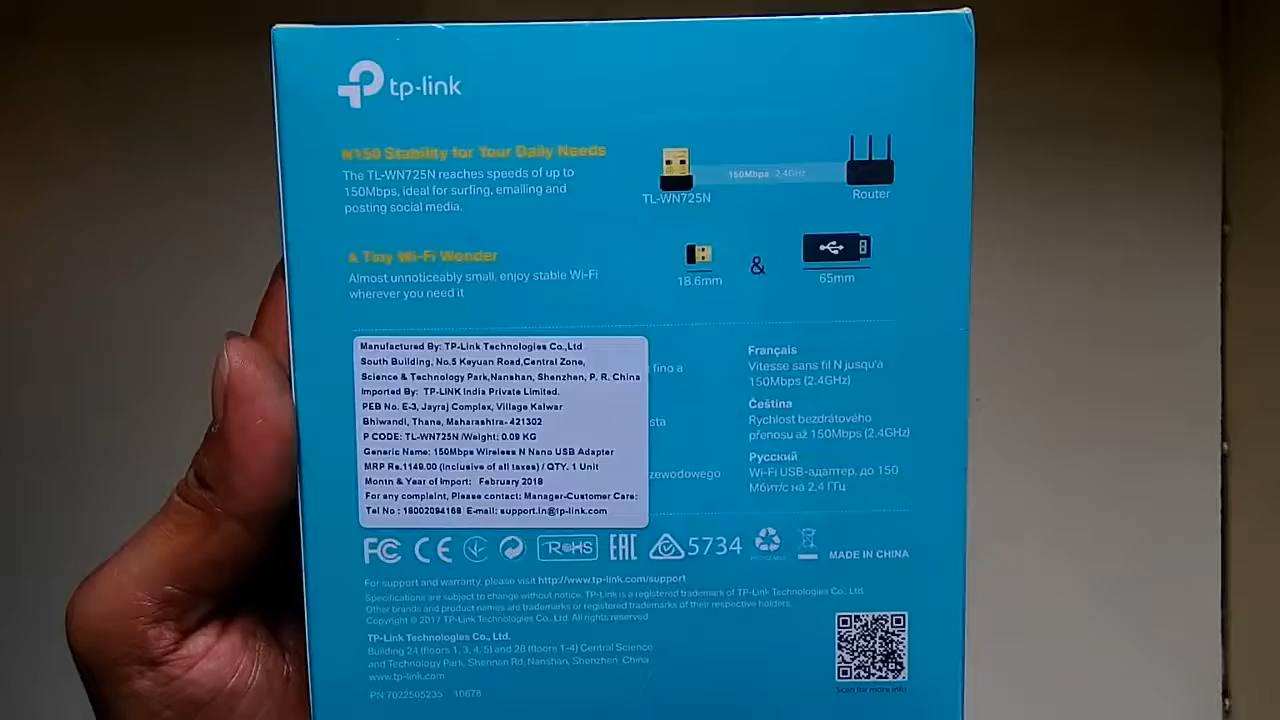 tp-link
N150 Stability for Your Daily Needs
The TL-WN725N reaches speeds of up to
150Mbps, ideal for surfing, emailing and
posting social media.
150Mbps 2.4GHz
TL-WN725N
Router
A Tiny Wi-Fi Wonder
Almost unnoticeably small, enjoy stable Wi-Fi
wherever you need it
18.6mm
&
65mm
Manufactured By: TP-Link Technologies Co.,Ltd
South Building, No.5 Keyuan Road,Central Zone,
Science & Technology Park,Nanshan, Shenzhen, P. R. China
Imported By: TP-LINK India Private Limited,
PEB No. E-3, Jayraj Complex, Village Kalwar
Bhiwandi, Thane, Maharashtra- 421302
P CODE: TL-WN725N /Weight: 0.09 KG
Generic Name: 150Mbps Wireless N Nano USB Adapter
MRP Rs.1149.00 (Inclusive of all taxes) / QTY. 1 Unit
Month & Year of Import: February 2018
For any complaint, Please contact: Manager-Customer Care:
Tel No : 18002094168 E-mail: support.in@tp-link.com
fino a
sta
zewodowego
Français
Vitesse sans fil N jusqu'à
150Mbps (2.4GHz)
Čeština
Rychlost bezdrátového
přenosu až 150Mbps (2.4GHz)
Русский
Wi-Fi USB-адаптер, до 150
Мбит/с на 2,4 ГГц
FC CE RoHS EAC 5734 MADE IN CHINA
RECYCLABLE
For support and warranty, please visit http://www.tp-link.com/support
Specifications are subject to change without notice. TP-Link is a registered trademark of TP-Link Technologies Co., Ltd.
Other brands and product names are trademarks or registered trademarks of their respective holders.
Copyright © 2017 TP-Link Technologies Co., Ltd. All rights reserved
TP-Link Technologies Co., Ltd.
Building 24 (floors 1, 3, 4, 5) and 28 (floors 1-4) Central Science
and Technology Park, Shennan Rd, Nanshan, Shenzhen, China
www.tp-link.com
PN:7022505235 10678
Scan for more info